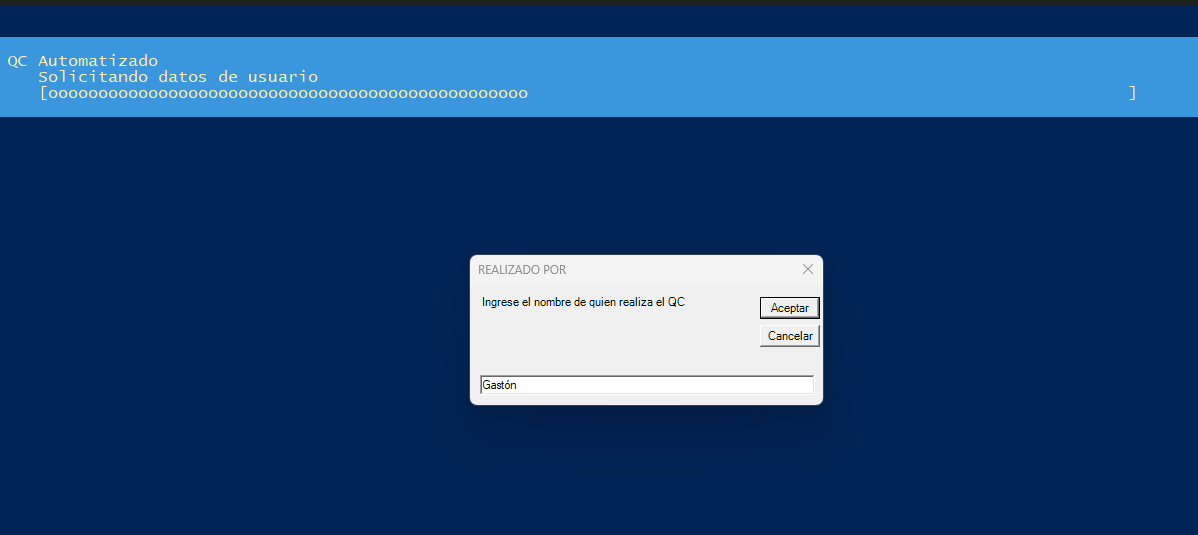 QC Automatizado
Solicitando datos de usuario
[oooooooooooooooooooooooooooooooooooooooooooooooo ]
REALIZADO POR
Ingrese el nombre de quien realiza el QC
Aceptar
Cancelar
Gastón